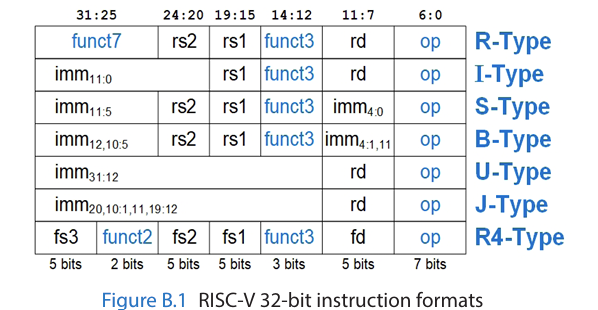 31:25 24:20 19:15 14:12 11:7 6:0
funct7 rs2 rs1 funct3 rd op R-Type
imm11:0 rs1 funct3 rd op I-Type
imm11:5 rs2 rs1 funct3 imm4:0 op S-Type
imm12,10:5 rs2 rs1 funct3 imm4:1,11 op B-Type
imm31:12 rd op U-Type
imm20,10:1,11,19:12 rd op J-Type
fs3 funct2 fs2 fs1 funct3 fd op R4-Type
5 bits 2 bits 5 bits 5 bits 3 bits 5 bits 7 bits
Figure B.1 RISC-V 32-bit instruction formats